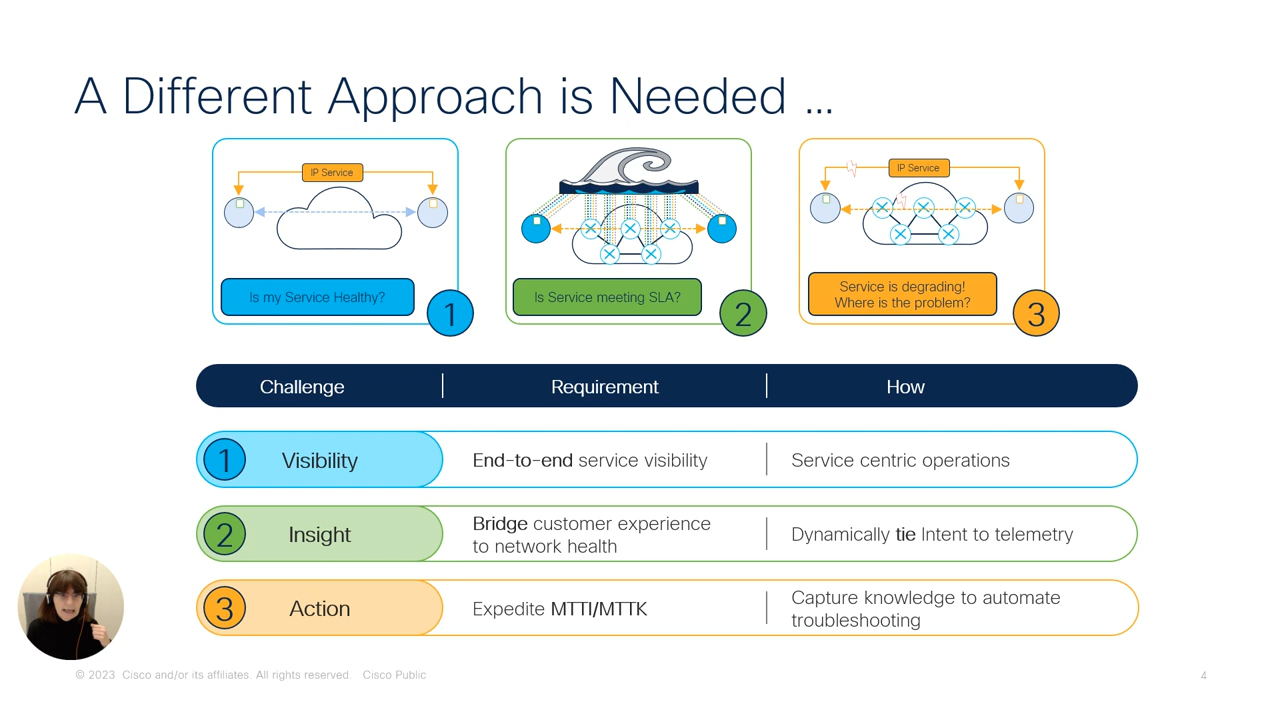 A Different Approach is Needed ...
IP Service
Is my Service Healthy?
1
Is Service meeting SLA?
2
IP Service
Service is degrading!
Where is the problem?
3
Challenge
Requirement
How
1
Visibility
End-to-end service visibility
Service centric operations
2
Insight
Bridge customer experience
to network health
Dynamically tie Intent to telemetry
3
Action
Expedite MTTI/MTTK
Capture knowledge to automate
troubleshooting
© 2023 Cisco and/or its affiliates. All rights reserved. Cisco Public
4